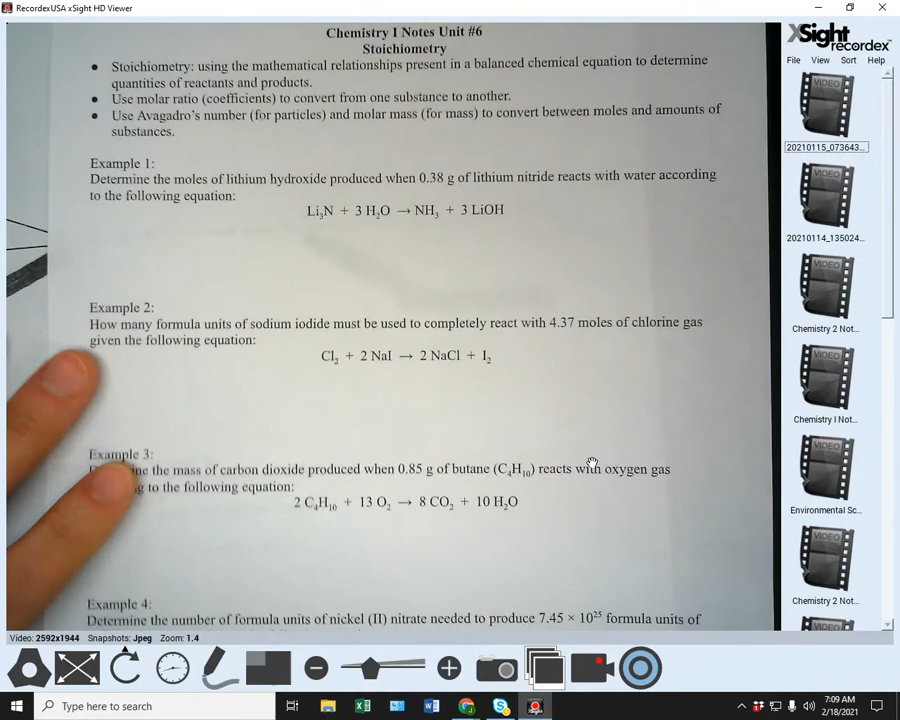 RecordexUSA xSight HD Viewer
Chemistry I Notes Unit #6
Stoichiometry
• Stoichiometry: using the mathematical relationships present in a balanced chemical equation to determine
quantities of reactants and products.
• Use molar ratio (coefficients) to convert from one substance to another.
• Use Avagadro's number (for particles) and molar mass (for mass) to convert between moles and amounts of
substances.
Example 1:
Determine the moles of lithium hydroxide produced when 0.38 g of lithium nitride reacts with water according
to the following equation:
Li₃N + 3 H₂O → NH₃ + 3 LiOH
Example 2:
How many formula units of sodium iodide must be used to completely react with 4.37 moles of chlorine gas
given the following equation:
Cl₂ + 2 NaI → 2 NaCl + I₂
Example 3:
the mass of carbon dioxide produced when 0.85 g of butane (C₄H₁₀) reacts with oxygen gas
to the following equation:
2 C₄H₁₀ + 13 O₂ → 8 CO₂ + 10 H₂O
Example 4:
Determine the number of formula units of nickel (II) nitrate needed to produce 7.45 × 10²⁵ formula units of
XSight
recordex
File View Sort Help
VIDEO
20210115_073643...
VIDEO
20210114_135024...
VIDEO
Chemistry 2 Not...
VIDEO
Chemistry I Not...
VIDEO
Environmental Sc...
VIDEO
Chemistry 2 Not...
VIDEO
Video: 2592x1944 Snapshots: Jpeg Zoom: 1.4
Type here to search
7:09 AM
2/18/2021